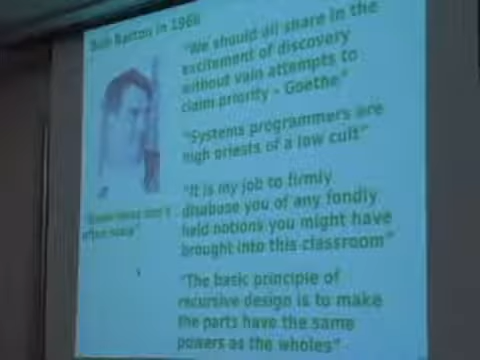 Bob Barton in 1966
"We should all share in the
excitement of discovery
without vain attempts to
claim priority - Goethe"
"Systems programmers are
high priests of a low cult"
"It is my job to firmly
disabuse you of any fondly
held notions you might have
brought into this classroom"
"The basic principle of
recursive design is to make
the parts have the same
powers as the wholes"